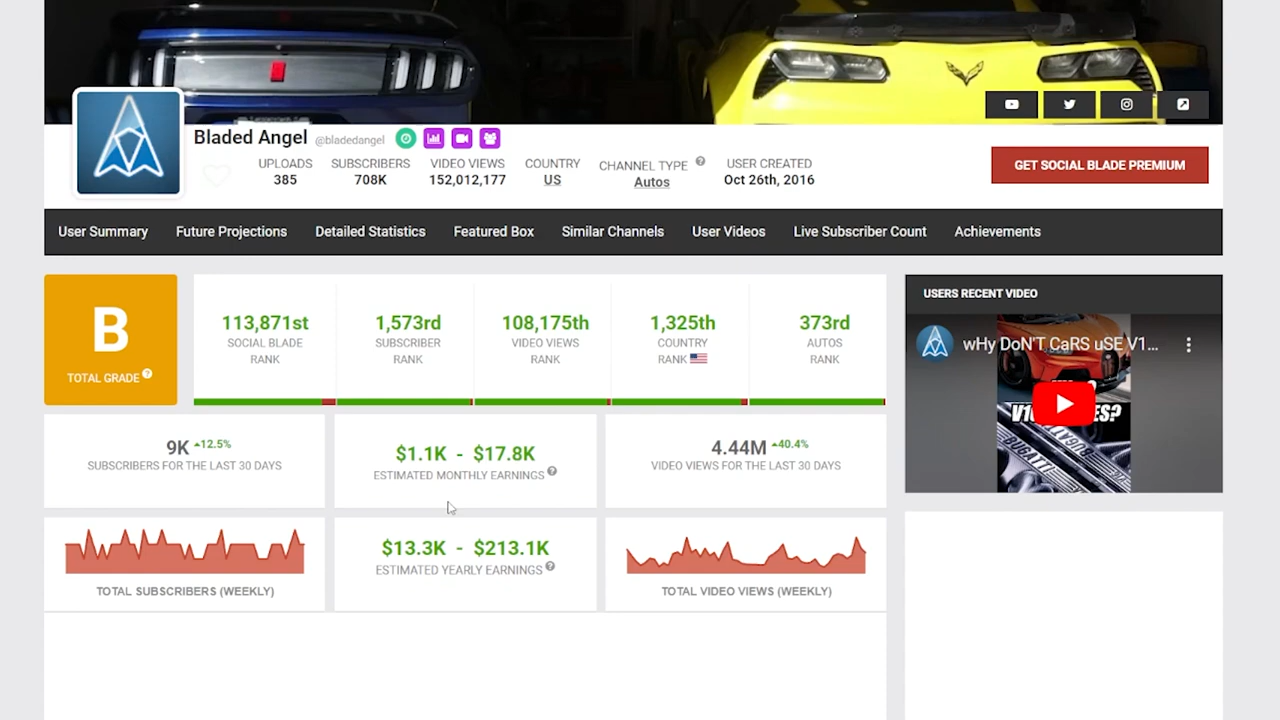 Bladed Angel @bladedangel
UPLOADS
385
SUBSCRIBERS
708K
VIDEO VIEWS
152,012,177
COUNTRY
US
CHANNEL TYPE ?
Autos
USER CREATED
Oct 26th, 2016
GET SOCIAL BLADE PREMIUM
User Summary
Future Projections
Detailed Statistics
Featured Box
Similar Channels
User Videos
Live Subscriber Count
Achievements
B
TOTAL GRADE ?
113,871st
SOCIAL BLADE
RANK
1,573rd
SUBSCRIBER
RANK
108,175th
VIDEO VIEWS
RANK
1,325th
COUNTRY
RANK
373rd
AUTOS
RANK
USERS RECENT VIDEO
wHy DoN'T CaRS uSE V1...
V16
ES?
BUGATTI
9K 12.5%
SUBSCRIBERS FOR THE LAST 30 DAYS
$1.1K - $17.8K
ESTIMATED MONTHLY EARNINGS ?
4.44M 40.4%
VIDEO VIEWS FOR THE LAST 30 DAYS
TOTAL SUBSCRIBERS (WEEKLY)
$13.3K - $213.1K
ESTIMATED YEARLY EARNINGS ?
TOTAL VIDEO VIEWS (WEEKLY)